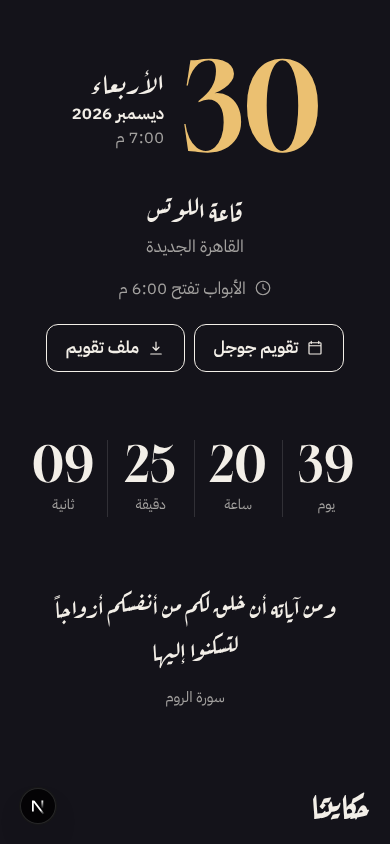 30
الأربعاء
ديسمبر 2026
7:00 م
قاعة اللوتس
القاهرة الجديدة
الأبواب تفتح 6:00 م
تقويم جوجل
ملف تقويم
39 20 25 09
يوم ساعة دقيقة ثانية
ومن آياته أن خلق لكم من أنفسكم أزواجاً
لتسكنوا إليها
سورة الروم
حكايتنا
N